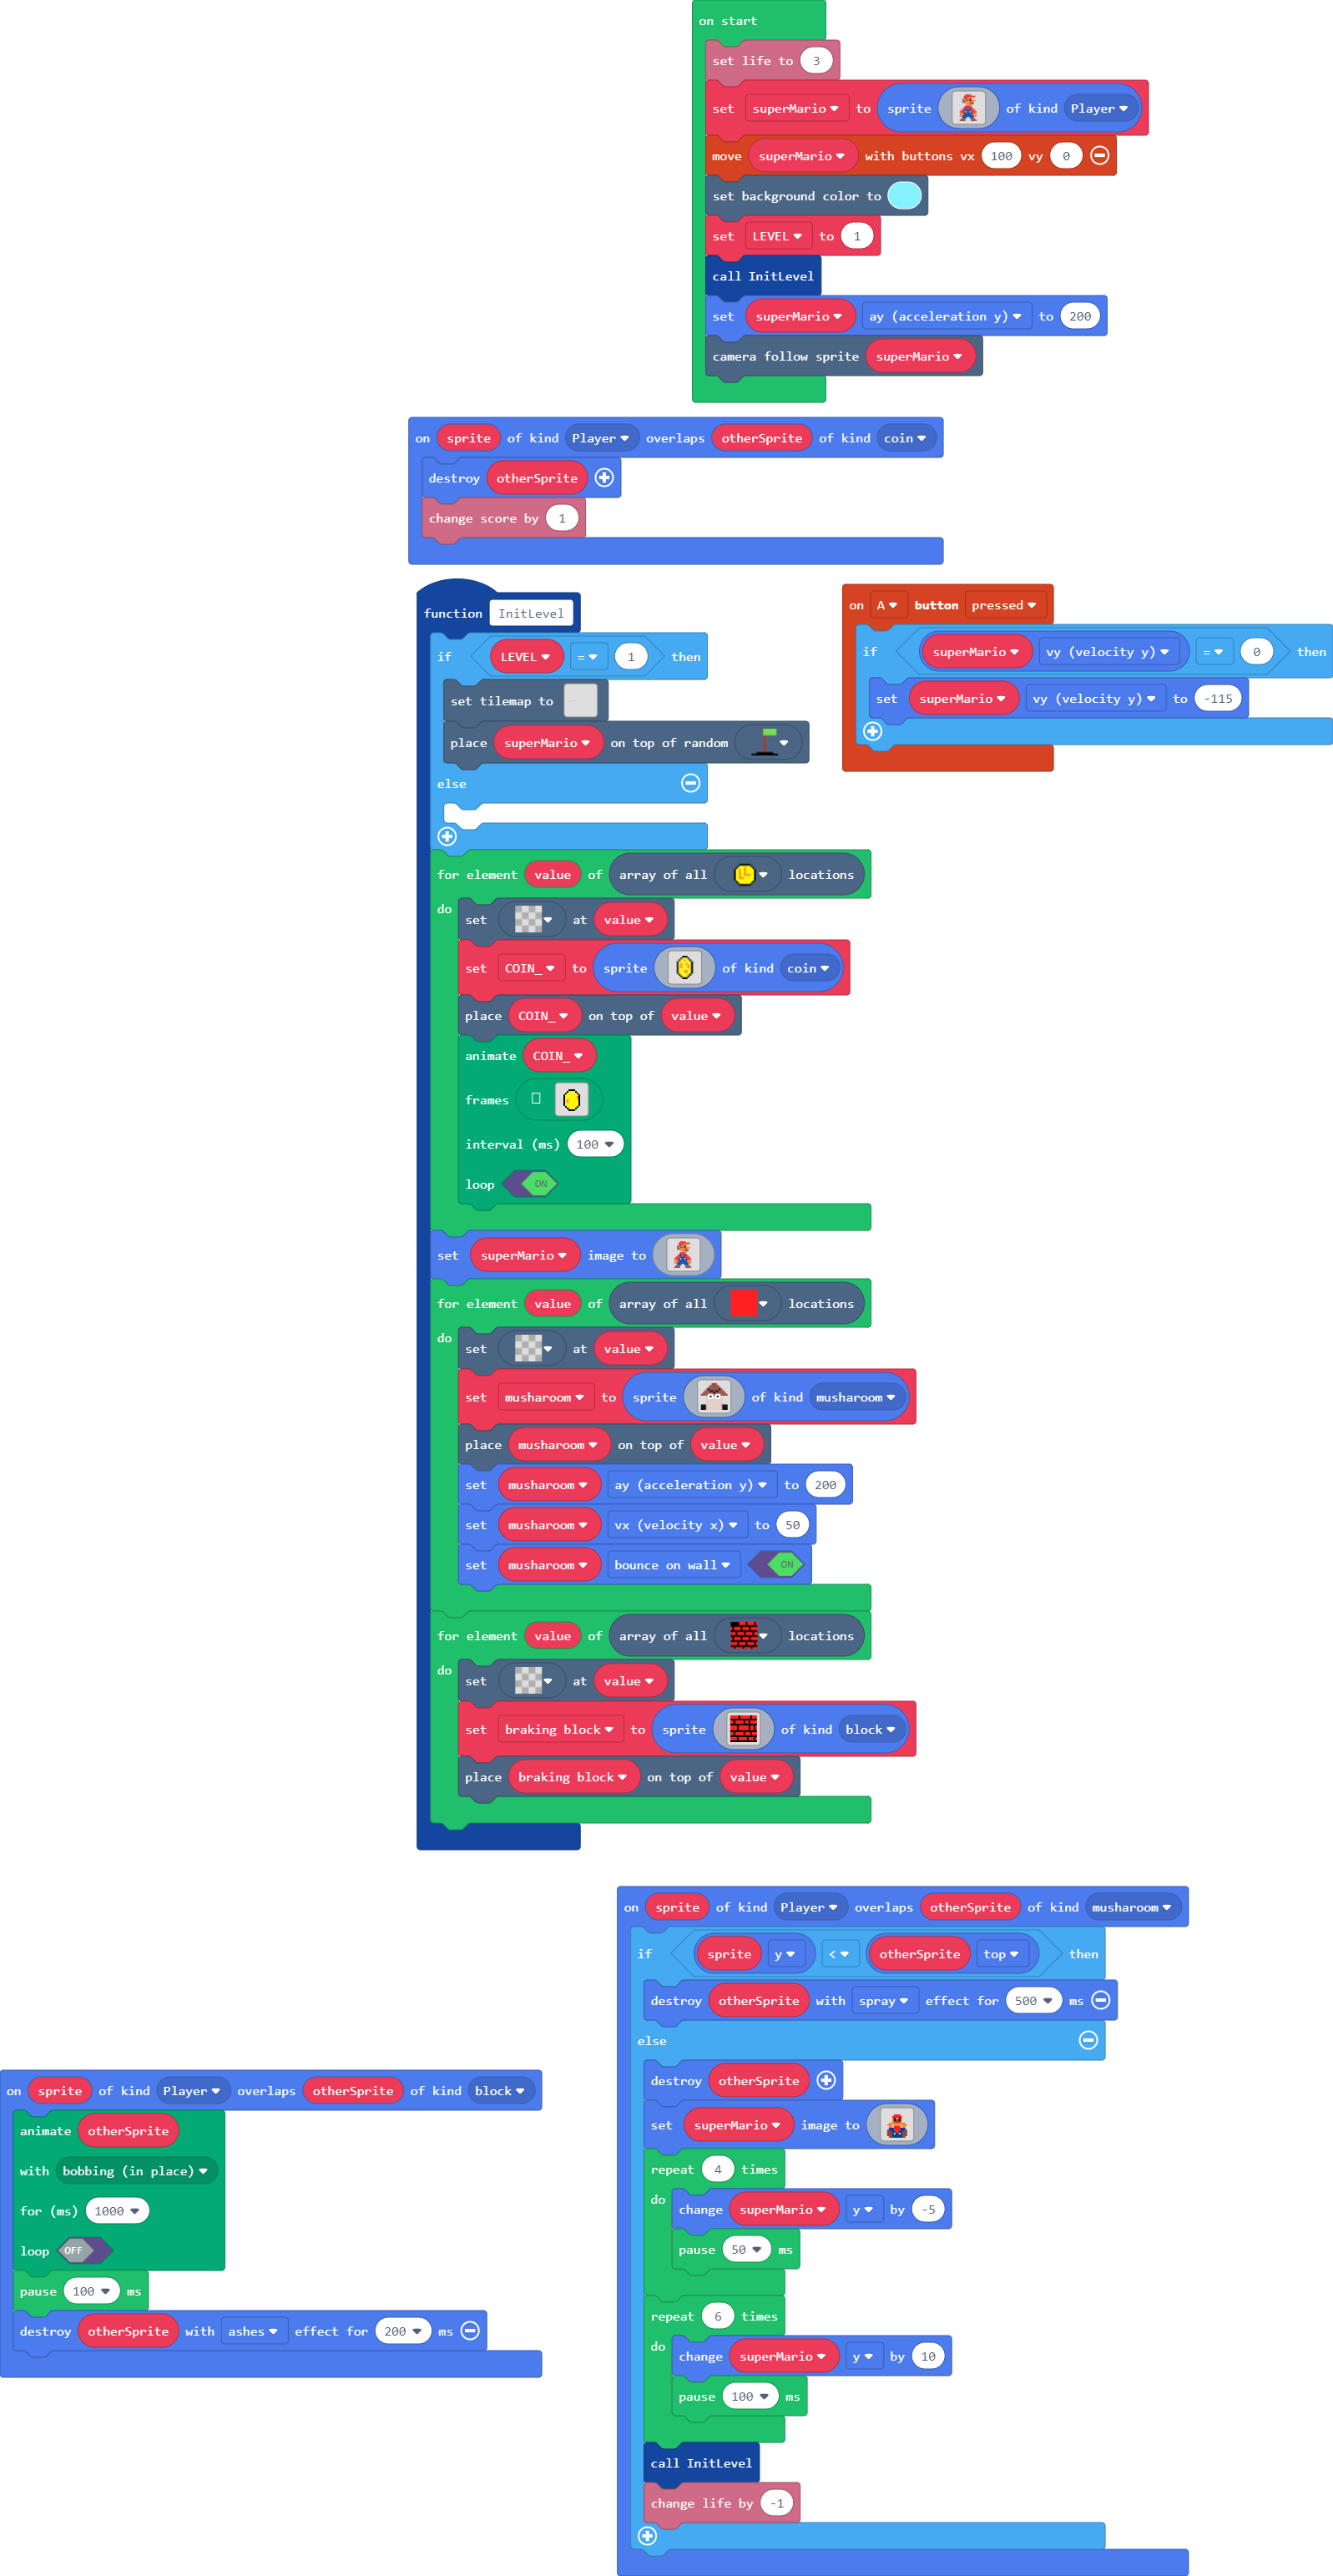 on start
set life to 3
set superMario to sprite of kind Player
move superMario with buttons vx 100 vy 0
set background color to
set LEVEL to 1
call InitLevel
set superMario ay (acceleration y) to 200
camera follow sprite superMario
on sprite of kind Player overlaps otherSprite of kind coin
destroy otherSprite
change score by 1
function InitLevel
if LEVEL = 1 then
set tilemap to
place superMario on top of random
else
for element value of array of all locations
do set at value
set COIN_ to sprite of kind coin
place COIN_ on top of value
animate COIN_
frames
interval (ms) 100
loop ON
set superMario image to
for element value of array of all locations
do set at value
set musharoom to sprite of kind musharoom
place musharoom on top of value
set musharoom ay (acceleration y) to 200
set musharoom vx (velocity x) to 50
set musharoom bounce on wall ON
for element value of array of all locations
do set at value
set braking block to sprite of kind block
place braking block on top of value
on A button pressed
if superMario vy (velocity y) = 0 then
set superMario vy (velocity y) to -115
on sprite of kind Player overlaps otherSprite of kind musharoom
if sprite y < otherSprite top then
destroy otherSprite with spray effect for 500 ms
else
destroy otherSprite
set superMario image to
repeat 4 times
do change superMario y by -5
pause 50 ms
repeat 6 times
do change superMario y by 10
pause 100 ms
call InitLevel
change life by -1
on sprite of kind Player overlaps otherSprite of kind block
animate otherSprite
with bobbing (in place)
for (ms) 1000
loop OFF
pause 100 ms
destroy otherSprite with ashes effect for 200 ms